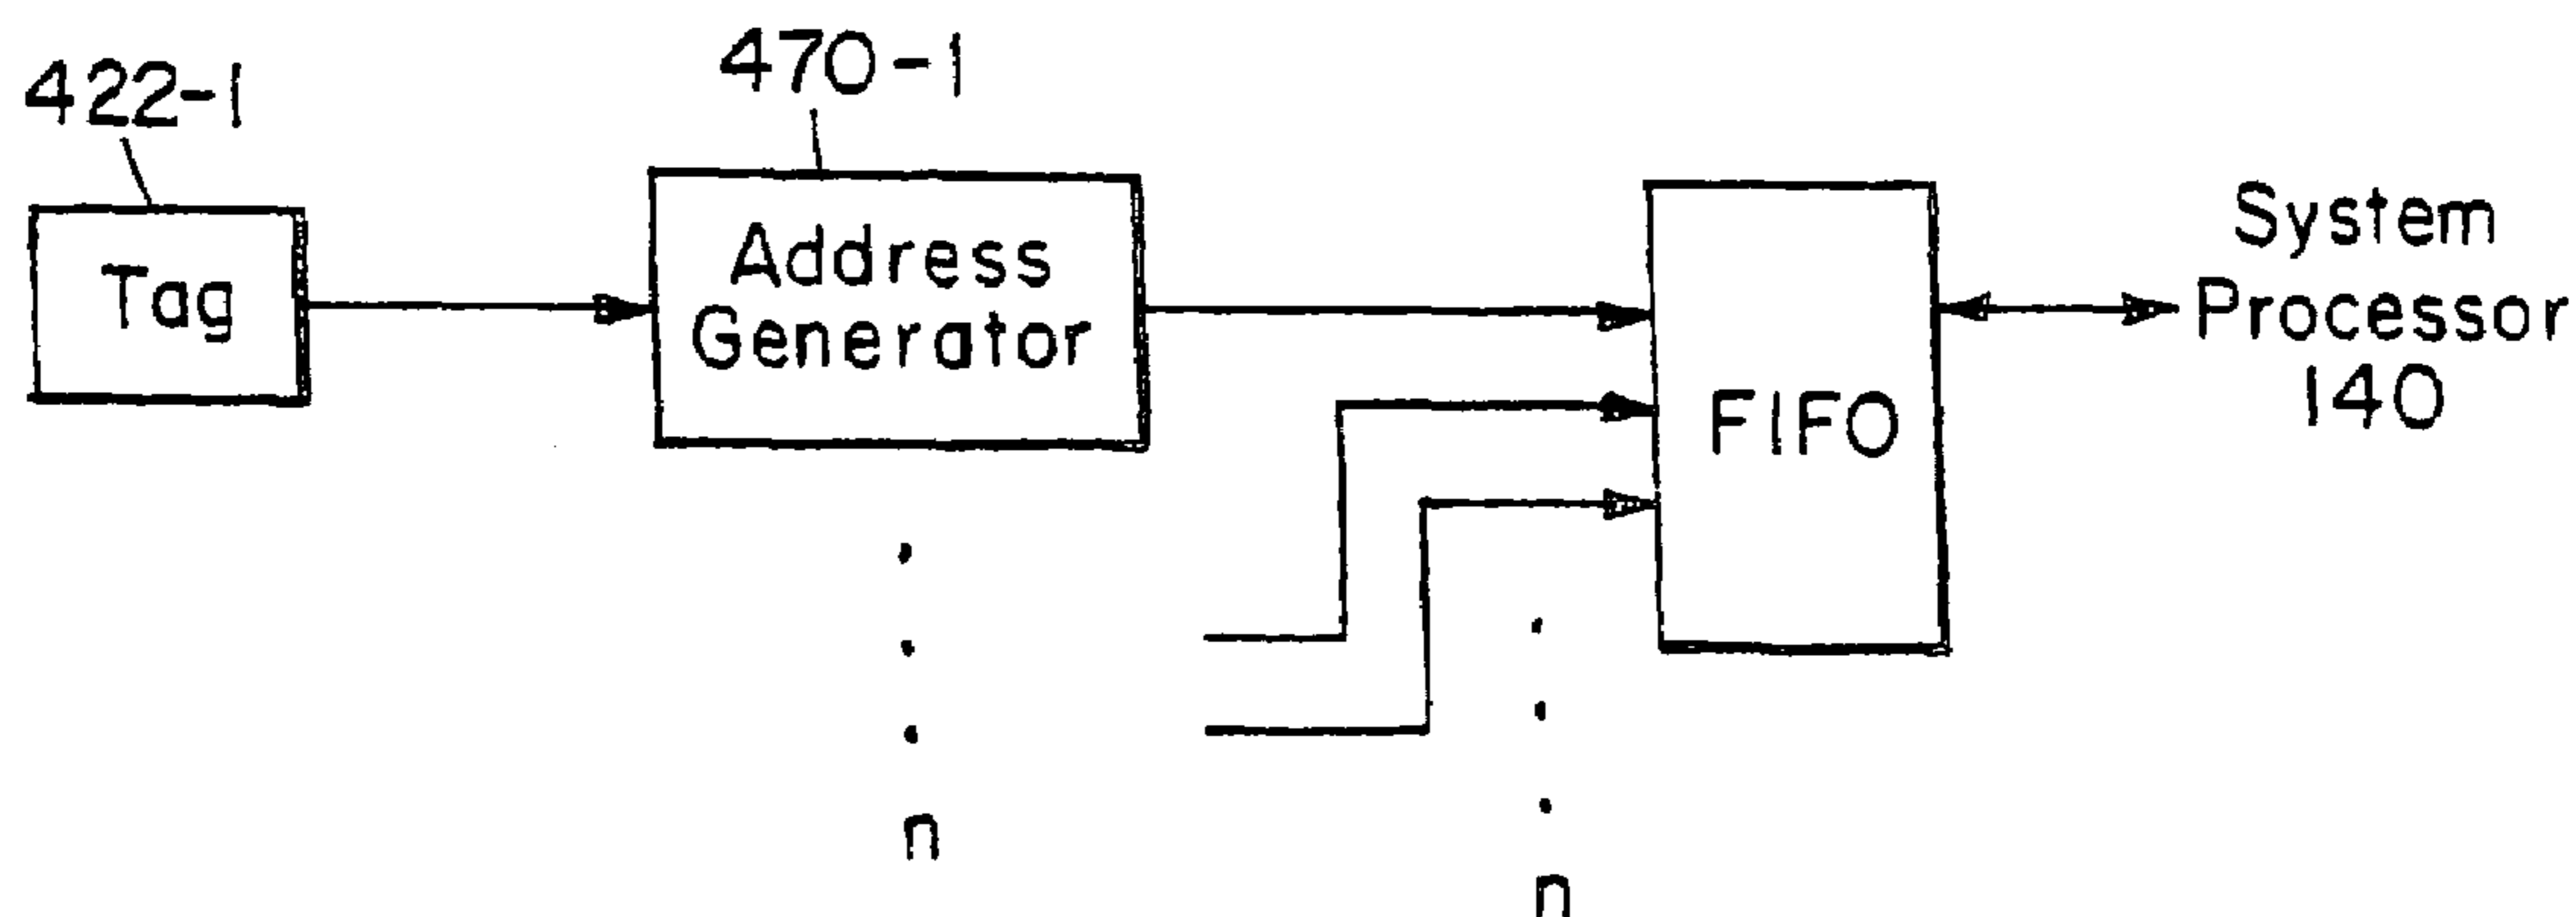 422-1
470-1
Tag
Address
Generator
FIFO
System
Processor
140
n
n